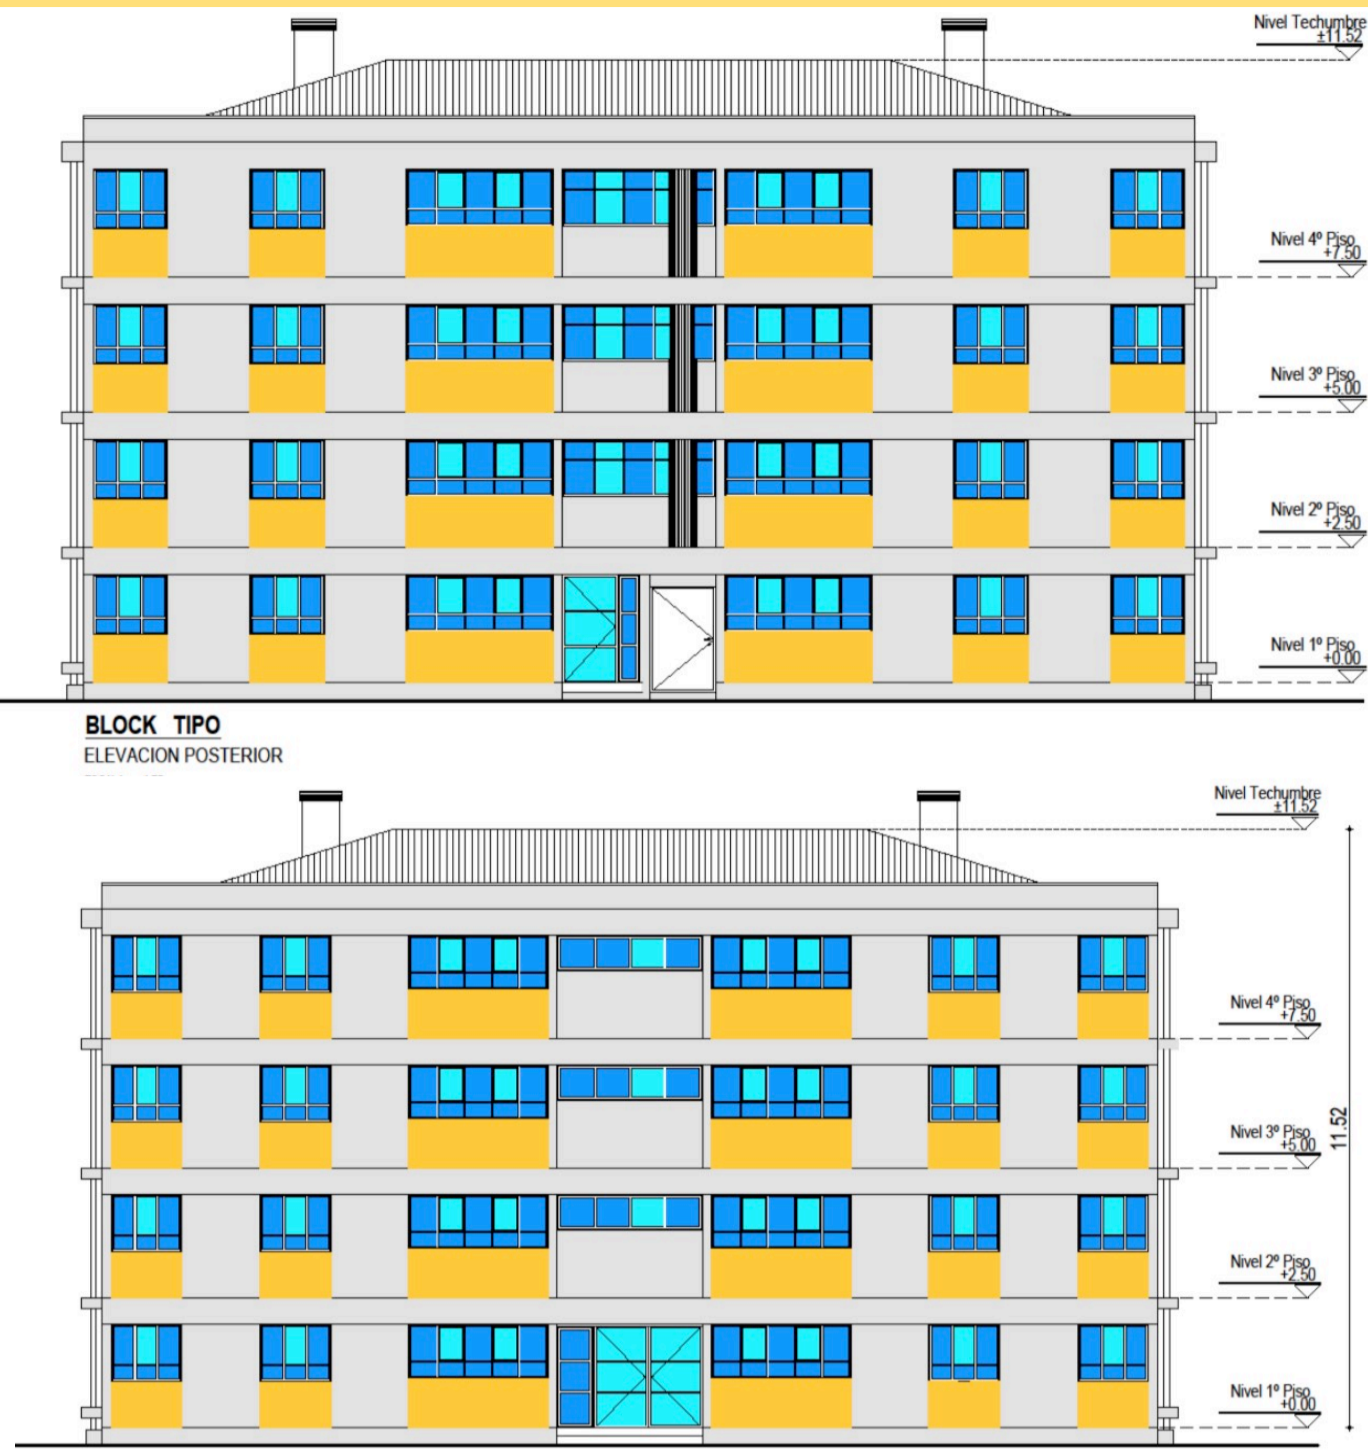 Nivel Techumbre
±11.52
Nivel 4º Piso
+7.50
Nivel 3º Piso
+5.00
Nivel 2º Piso
+2.50
Nivel 1º Piso
+0.00
BLOCK TIPO
ELEVACION POSTERIOR
Nivel Techumbre
±11.52
Nivel 4º Piso
+7.50
Nivel 3º Piso
+5.00
11.52
Nivel 2º Piso
+2.50
Nivel 1º Piso
+0.00